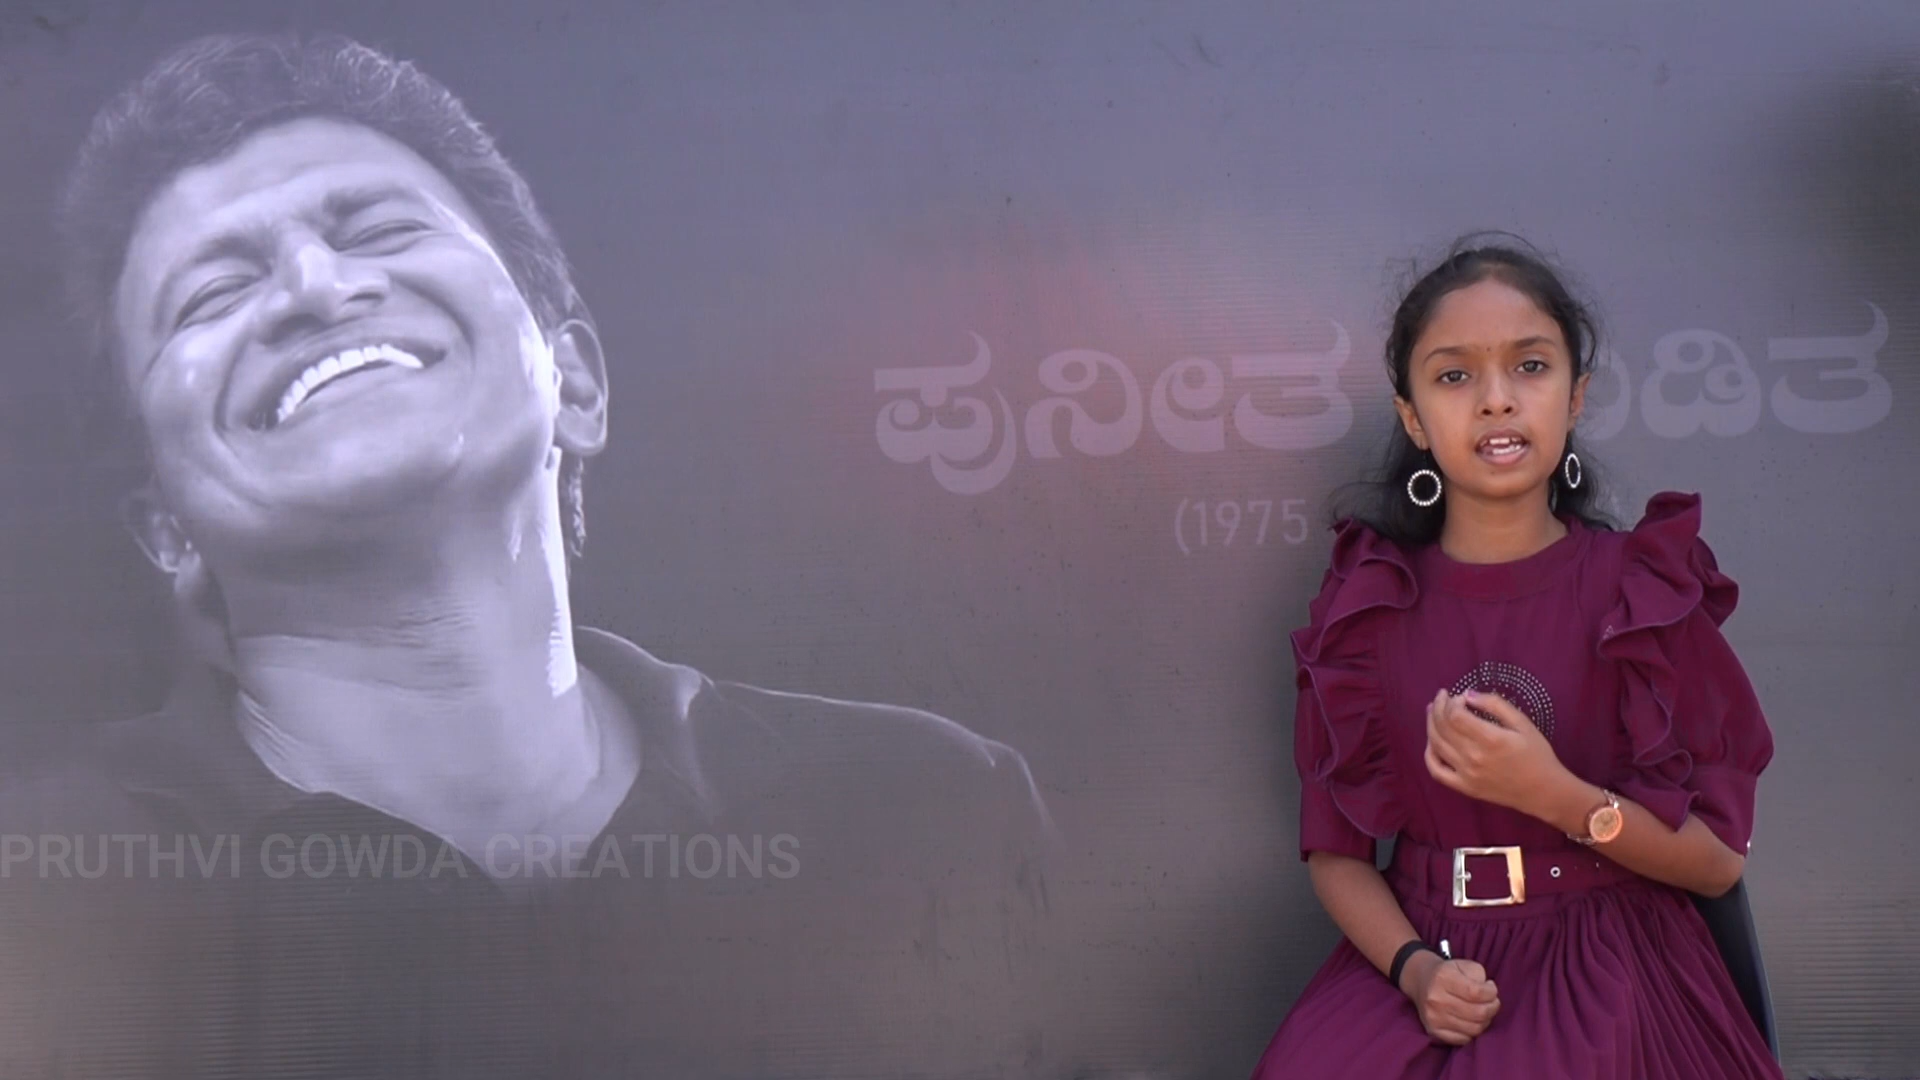 ಪುನೀತ
(1975
PRUTHVI GOWDA CREATIONS